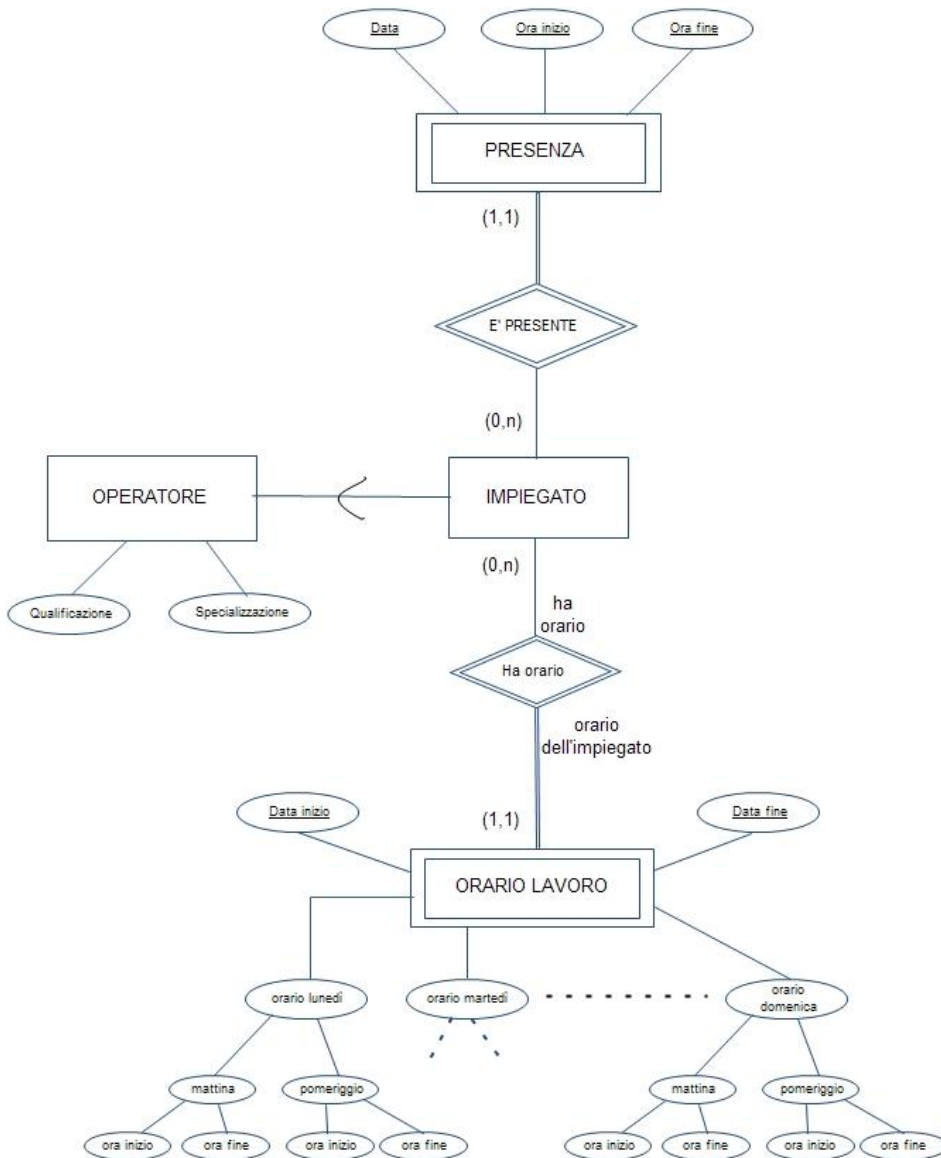 Data
Ora inizio
Ora fine
PRESENZA
(1,1)
E' PRESENTE
(0,n)
OPERATORE
IMPIEGATO
(0,n)
Qualificazione
Specializzazione
ha
orario
Ha orario
orario
dell'impiegato
Data inizio
Data fine
(1,1)
ORARIO LAVORO
orario lunedì
orario martedì
orario
domenica
mattina
pomeriggio
mattina
pomeriggio
ora inizio
ora fine
ora inizio
ora fine
ora inizio
ora fine
ora inizio
ora fine